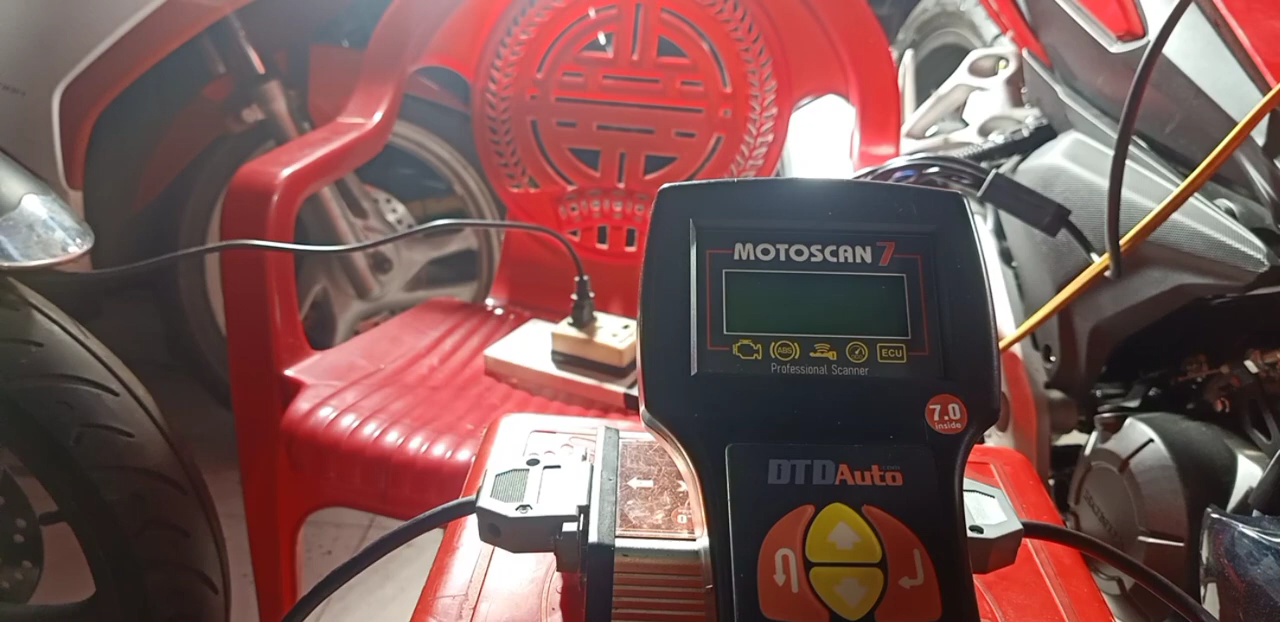 MOTOSCAN 7
ABS
ECU
Professional Scanner
7.0
inside
DTDAuto